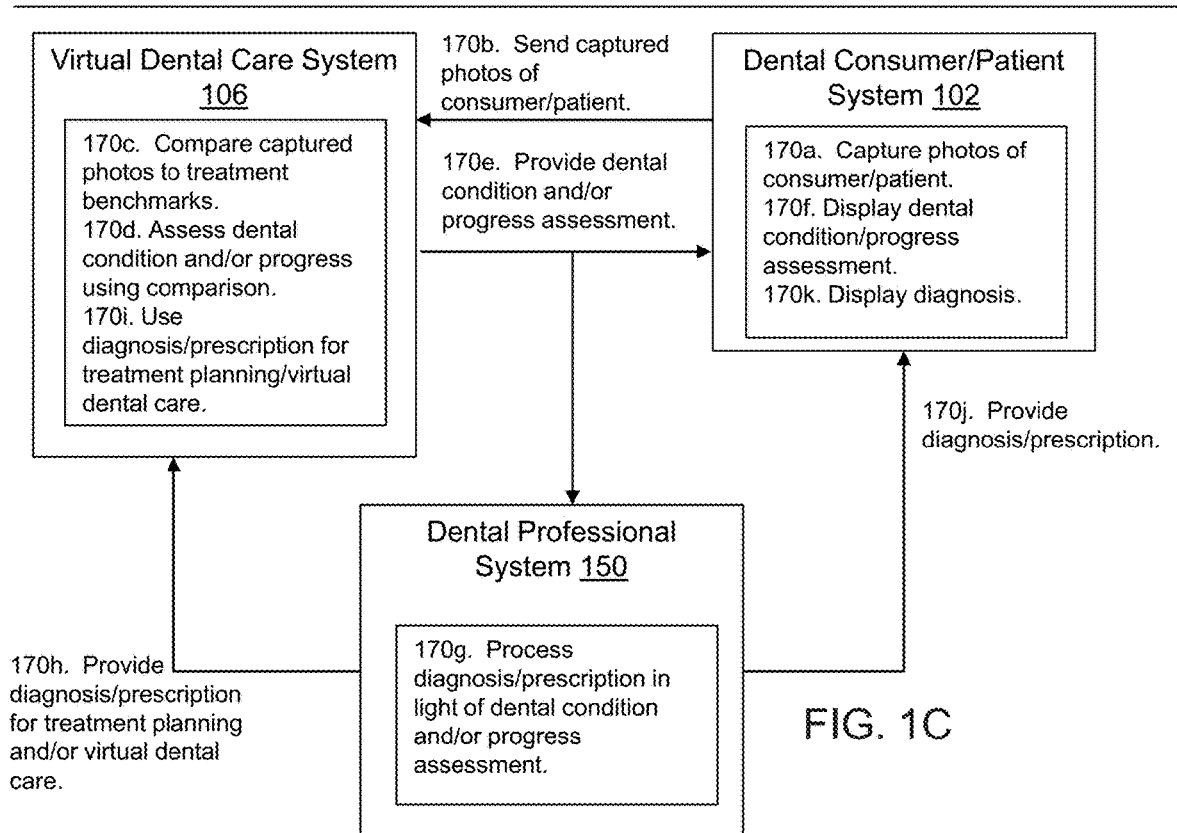 Virtual Dental Care System
106
170c. Compare captured
photos to treatment
benchmarks.
170d. Assess dental
condition and/or progress
using comparison.
170i. Use
diagnosis/prescription for
treatment planning/virtual
dental care.
170b. Send captured
photos of
consumer/patient.
170e. Provide dental
condition and/or
progress assessment.
Dental Consumer/Patient
System 102
170a. Capture photos of
consumer/patient.
170f. Display dental
condition/progress
assessment.
170k. Display diagnosis.
170j. Provide
diagnosis/prescription.
Dental Professional
System 150
170g. Process
diagnosis/prescription in
light of dental condition
and/or progress
assessment.
170h. Provide
diagnosis/prescription
for treatment planning
and/or virtual dental
care.
FIG. 1C